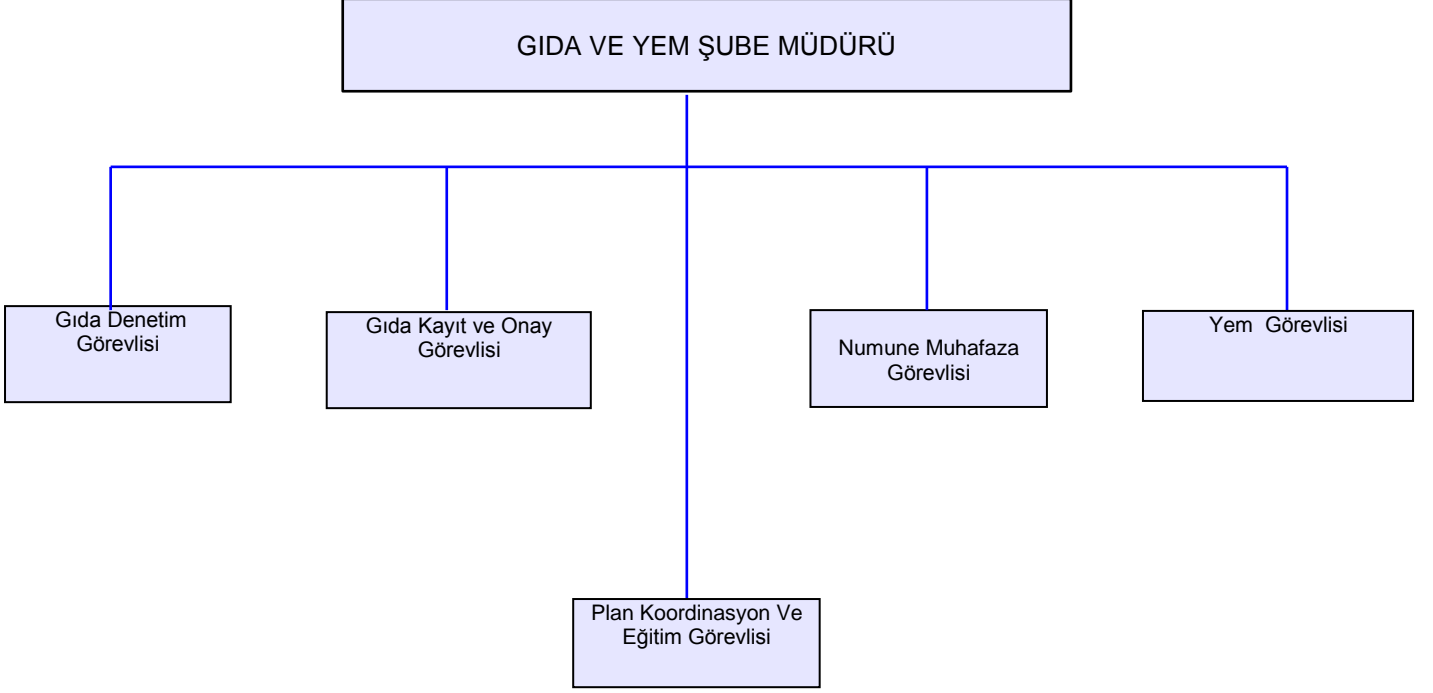 GIDA VE YEM ŞUBE MÜDÜRÜ
Gıda Denetim
Görevlisi
Gıda Kayıt ve Onay
Görevlisi
Numune Muhafaza
Görevlisi
Yem  Görevlisi
Plan Koordinasyon Ve
Eğitim Görevlisi